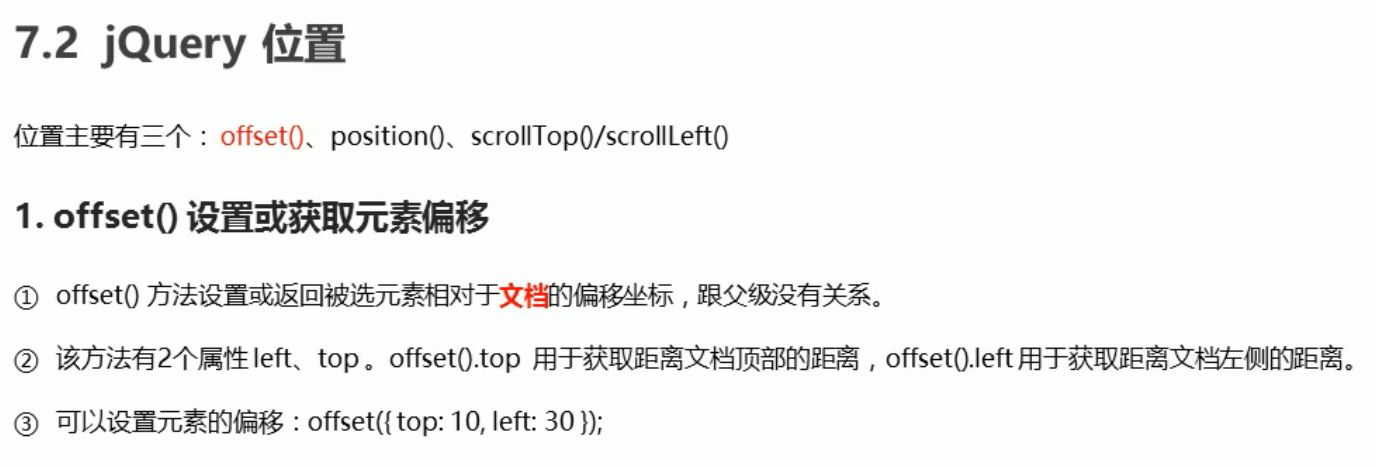 7.2 jQuery 位置
位置主要有三个：offset()、position()、scrollTop()/scrollLeft()
1. offset() 设置或获取元素偏移
① offset() 方法设置或返回被选元素相对于文档的偏移坐标，跟父级没有关系。
② 该方法有2个属性 left、top 。offset().top 用于获取距离文档顶部的距离，offset().left 用于获取距离文档左侧的距离。
③ 可以设置元素的偏移：offset({ top: 10, left: 30 });